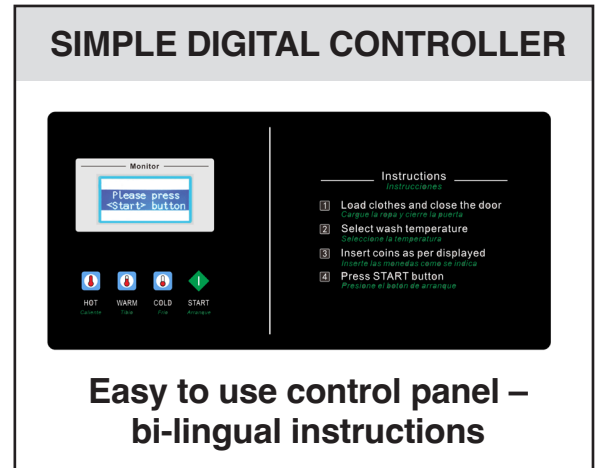 SIMPLE DIGITAL CONTROLLER
Monitor
Please press
<Start> button
HOT WARM COLD START
Caliente Tibia Fria Arranque
Instructions
Instrucciones
1 Load clothes and close the door
Cargue la ropa y cierre la puerta
2 Select wash temperature
Seleccione la temperatura
3 Insert coins as per displayed
Inserte las monedas como se indica
4 Press START button
Presione el botón de arranque
Easy to use control panel –
bi-lingual instructions